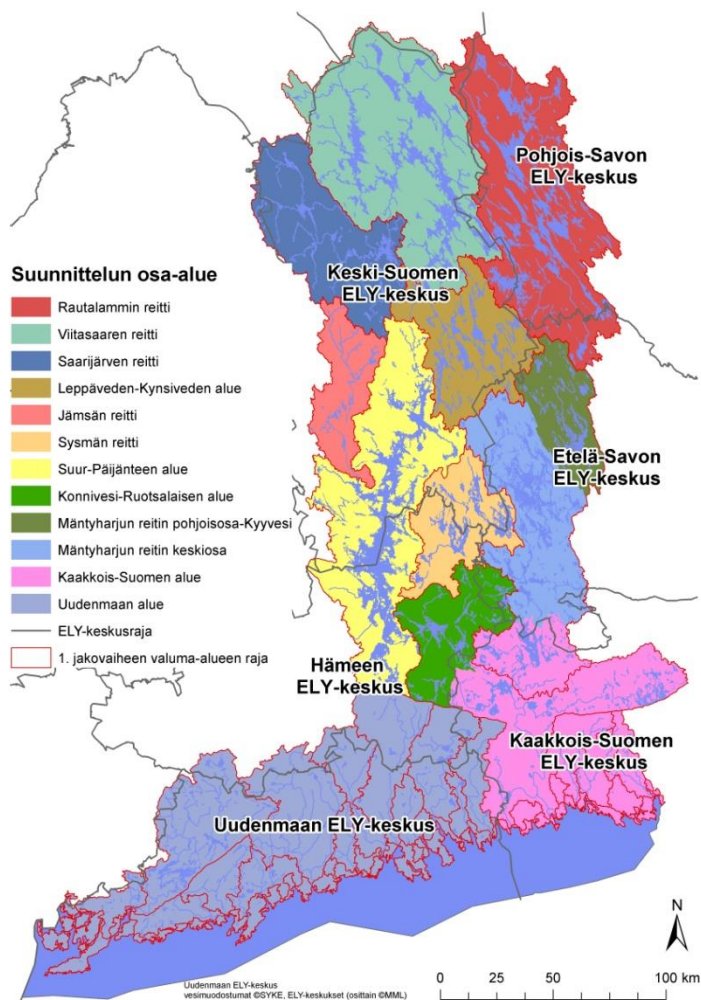 Pohjois-Savon
ELY-keskus
Keski-Suomen
ELY-keskus
Suunnittelun osa-alue
Rautalammin reitti
Viitasaaren reitti
Saarijärven reitti
Leppäveden-Kynsiveden alue
Jämsän reitti
Sysmän reitti
Suur-Päijänteen alue
Konnivesi-Ruotsalaisen alue
Mäntyharjun reitin pohjoisosa-Kyyvesi
Mäntyharjun reitin keskiosa
Kaakkois-Suomen alue
Uudenmaan alue
ELY-keskusraja
1. jakovaiheen valuma-alueen raja
Etelä-Savon
ELY-keskus
Hämeen
ELY-keskus
Kaakkois-Suomen
ELY-keskus
Uudenmaan ELY-keskus
N
Uudenmaan ELY-keskus
vesimuodostumat ©SYKE, ELY-keskukset (osittain ©MML)
0 25 50 100 km